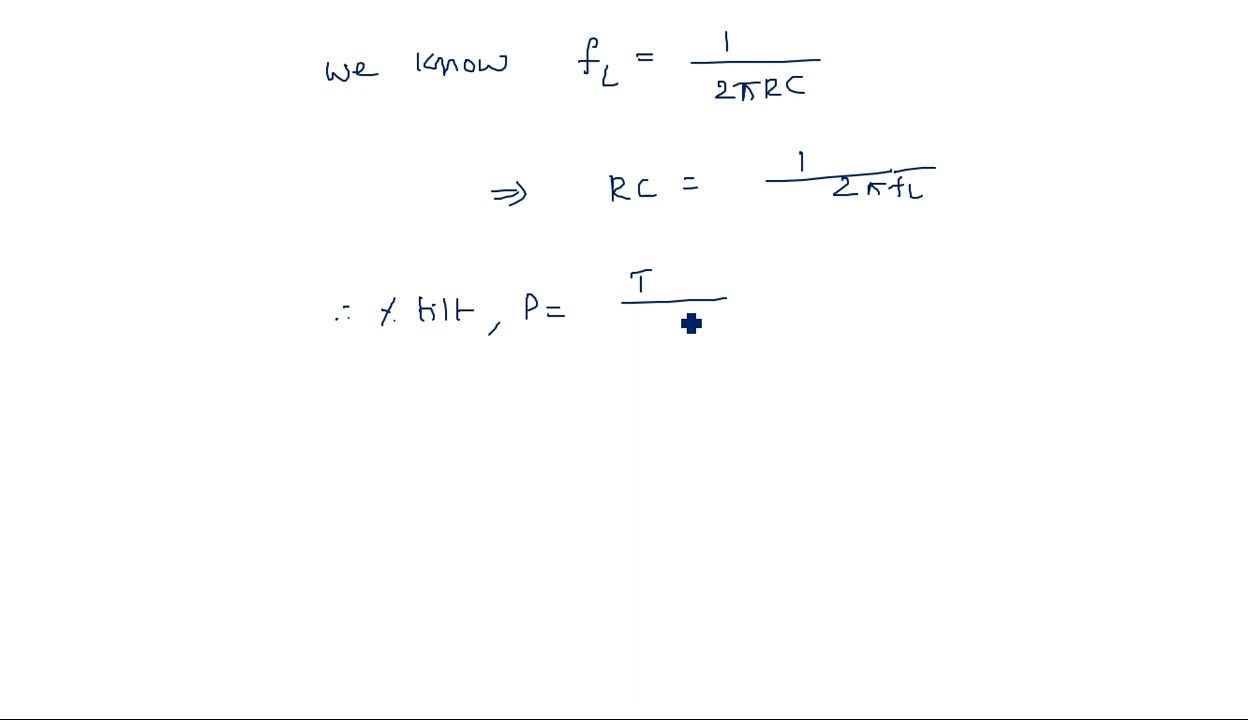 we know f_L = 1 / 2πRC
⇒ RC = 1 / 2πf_L
∴ % tilt, P = T /